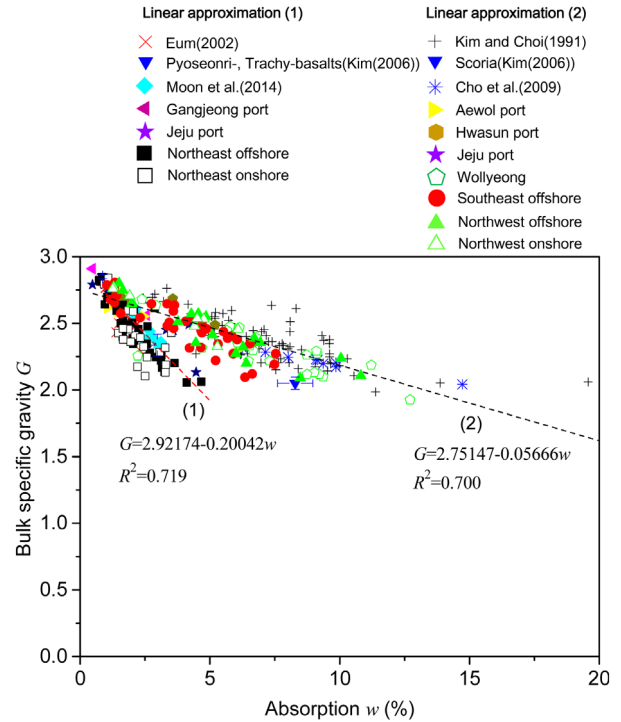 Linear approximation (1)
Eum(2002)
Pyoseonri-, Trachy-basalts(Kim(2006))
Moon et al.(2014)
Gangjeong port
Jeju port
Northeast offshore
Northeast onshore
Linear approximation (2)
Kim and Choi(1991)
Scoria(Kim(2006))
Cho et al.(2009)
Aewol port
Hwasun port
Jeju port
Wollyeong
Southeast offshore
Northwest offshore
Northwest onshore
3.0
2.5
2.0
1.5
1.0
0.5
0.0
Bulk specific gravity G
(1)
G=2.92174-0.20042w
R²=0.719
(2)
G=2.75147-0.05666w
R²=0.700
0 5 10 15 20
Absorption w (%)